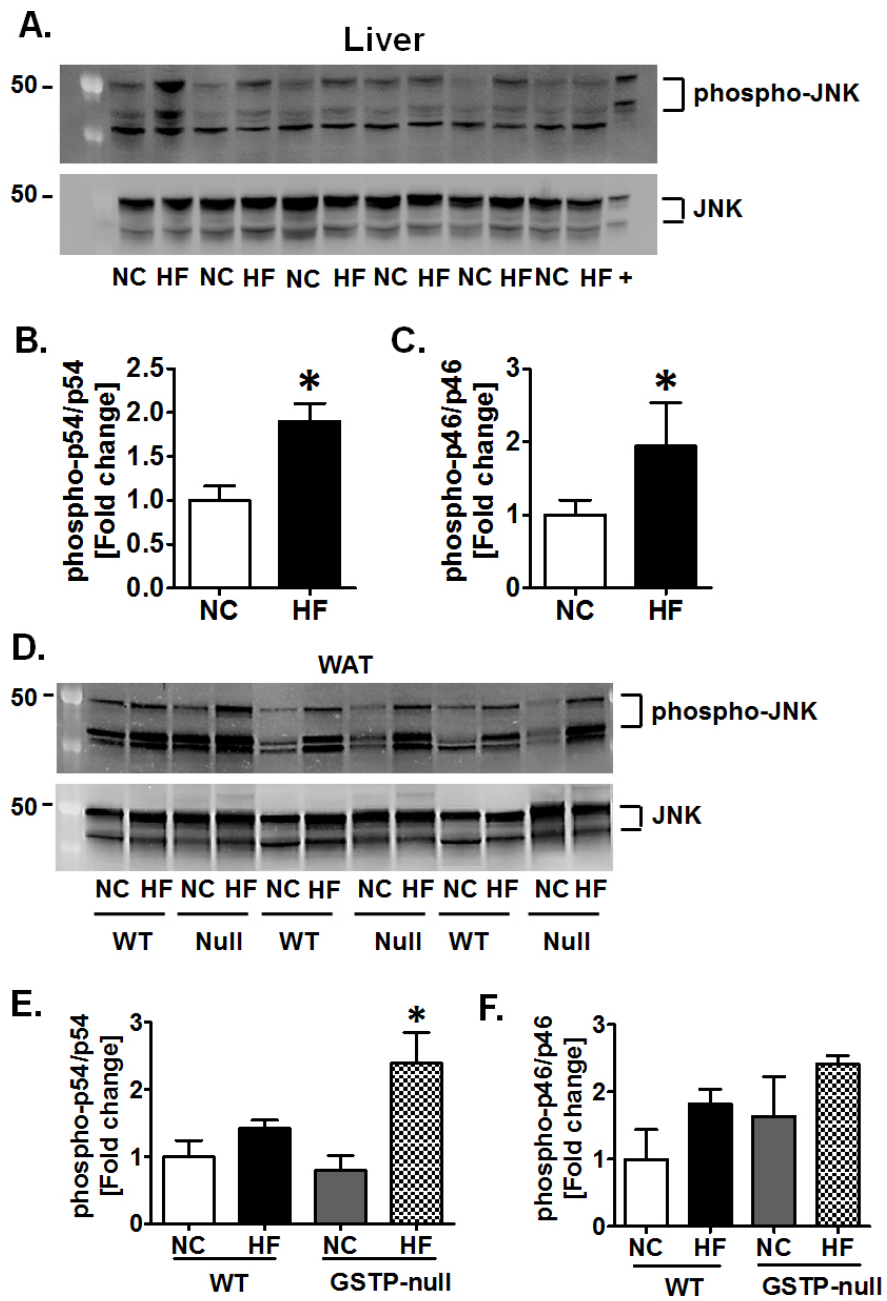 A.
Liver
50 –
phospho-JNK
50 –
JNK
NC HF NC HF NC HF NC HF NC HF NC HF +
B.
phospho-p54/p54
[Fold change]
2.5
2.0
1.5
1.0
0.5
0.0
*
NC HF
C.
phospho-p46/p46
[Fold change]
3
2
1
0
*
NC HF
D.
WAT
50 –
phospho-JNK
50 –
JNK
NC HF NC HF NC HF NC HF NC HF NC HF
WT Null WT Null WT Null
E.
phospho-p54/p54
[Fold change]
3
2
1
0
*
NC HF NC HF
WT GSTP-null
F.
phospho-p46/p46
[Fold change]
3
2
1
0
NC HF NC HF
WT GSTP-null